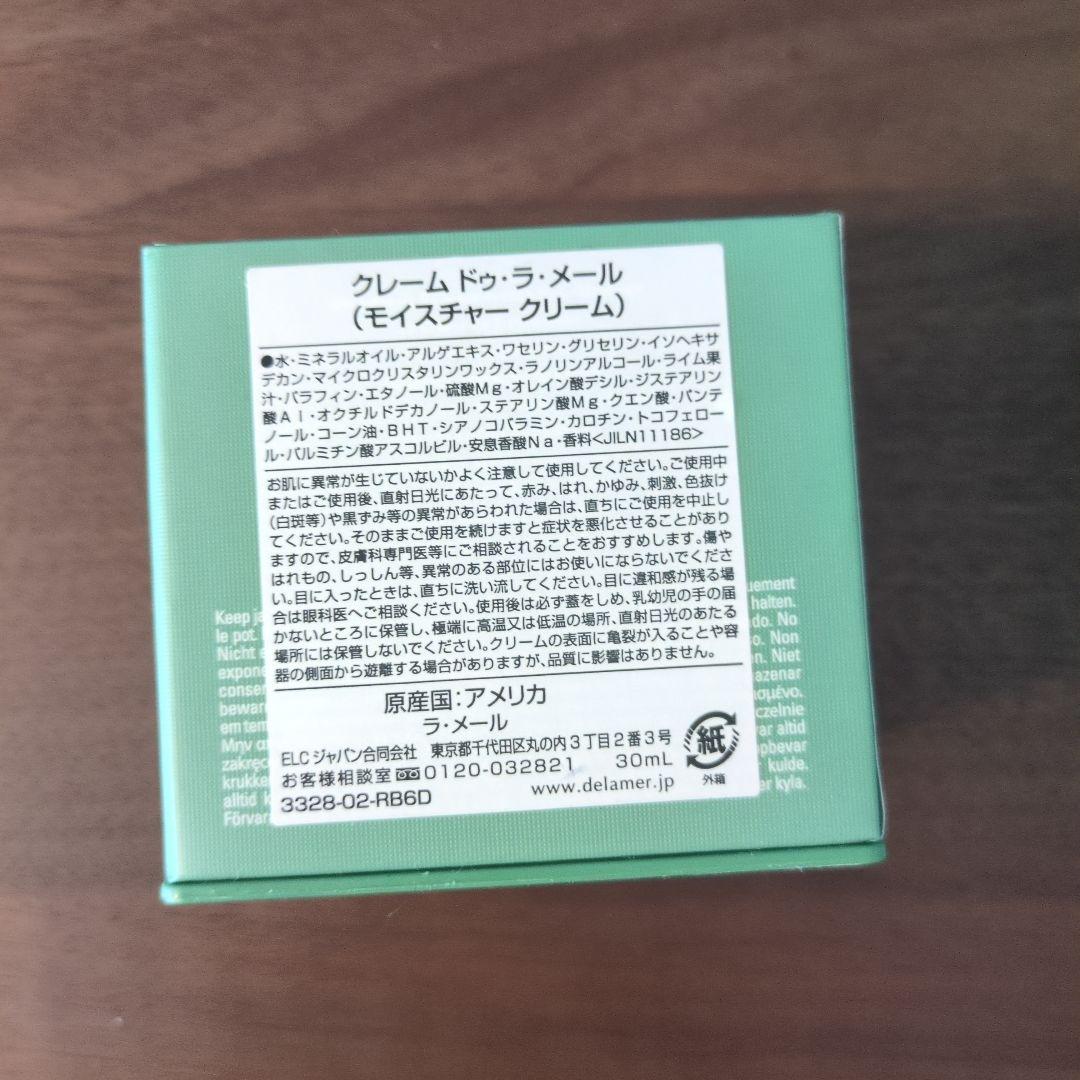 クレーム ドゥ・ラ・メール
（モイスチャー クリーム）
●水・ミネラルオイル・アルゲエキス・ワセリン・グリセリン・イソヘキサ
デカン・マイクロクリスタリンワックス・ラノリンアルコール・ライム果
汁・パラフィン・エタノール・硫酸Mg・オレイン酸デシル・ジステアリン
酸Al・オクチルドデカノール・ステアリン酸Mg・クエン酸・パンテ
ノール・コーン油・BHT・シアノコバラミン・カロチン・トコフェロー
ル・パルミチン酸アスコルビル・安息香酸Na・香料<JILN11186>
お肌に異常が生じていないかよく注意して使用してください。ご使用中
またはご使用後、直射日光にあたって、赤み、はれ、かゆみ、刺激、色抜け
（白斑等）や黒ずみ等の異常があらわれた場合は、直ちにご使用を中止し
てください。そのままご使用を続けますと症状を悪化させることがあり
ますので、皮膚科専門医等にご相談されることをおすすめします。傷や
はれもの、しっしん等、異常のある部位にはお使いにならないでくださ
い。目に入ったときは、直ちに洗い流してください。目に違和感が残る場
合は眼科医へご相談ください。使用後は必ず蓋をしめ、乳幼児の手の届
かないところに保管し、極端に高温又は低温の場所、直射日光のあたる
場所には保管しないでください。クリームの表面に亀裂が入ることや容
器の側面から遊離する場合がありますが、品質に影響はありません。
原産国：アメリカ
ラ・メール
ELC ジャパン合同会社 東京都千代田区丸の内3丁目2番3号
お客様相談室 0120-032821 30mL
3328-02-RB6D www.delamer.jp
紙
外箱
Keep
le pot.
halten.
Nicht
No
Non
Niet
Μην
altid
kulde.
alltid
kyla.